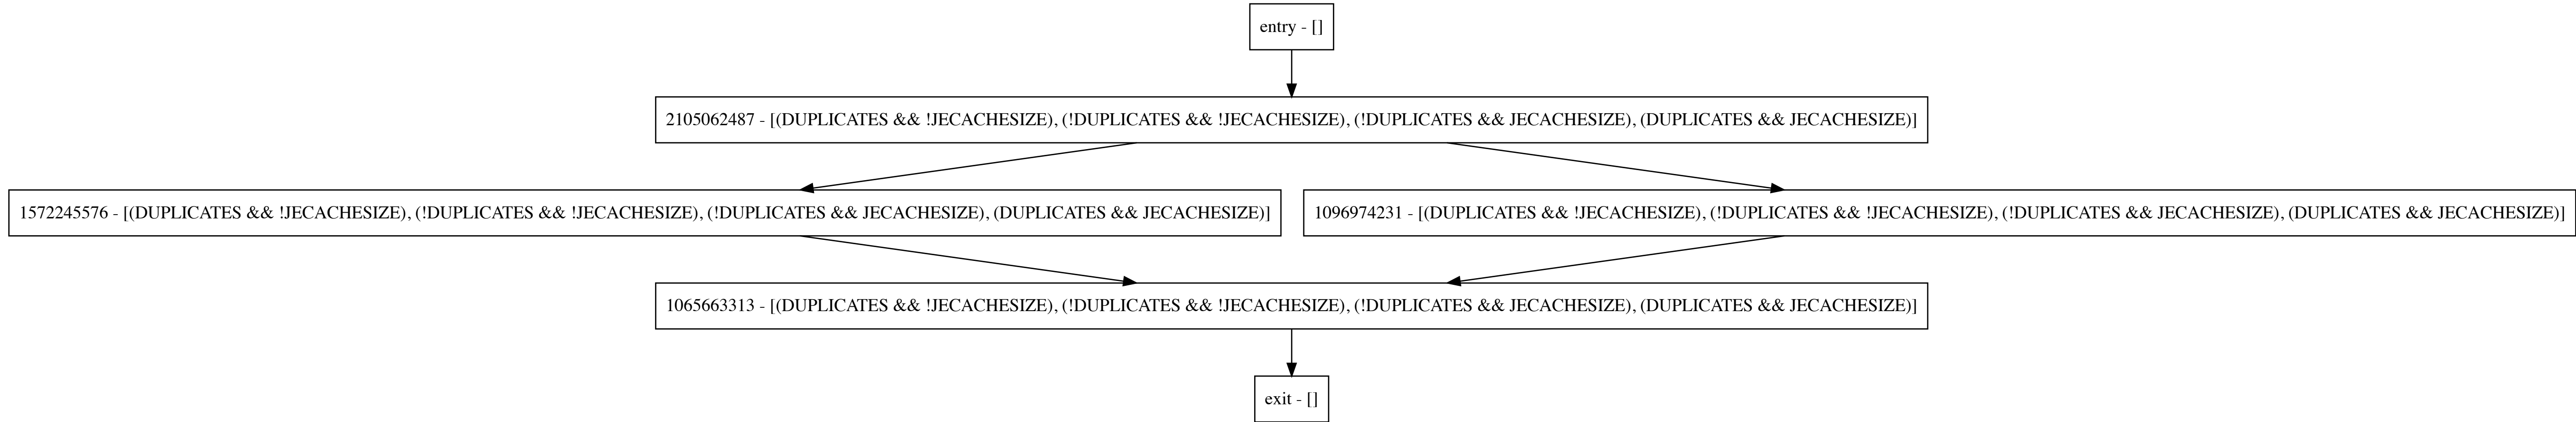 entry - []
2105062487 - [(DUPLICATES && !JECACHESIZE), (!DUPLICATES && !JECACHESIZE), (!DUPLICATES && JECACHESIZE), (DUPLICATES && JECACHESIZE)]
1572245576 - [(DUPLICATES && !JECACHESIZE), (!DUPLICATES && !JECACHESIZE), (!DUPLICATES && JECACHESIZE), (DUPLICATES && JECACHESIZE)]
1096974231 - [(DUPLICATES && !JECACHESIZE), (!DUPLICATES && !JECACHESIZE), (!DUPLICATES && JECACHESIZE), (DUPLICATES && JECACHESIZE)]
1065663313 - [(DUPLICATES && !JECACHESIZE), (!DUPLICATES && !JECACHESIZE), (!DUPLICATES && JECACHESIZE), (DUPLICATES && JECACHESIZE)]
exit - []